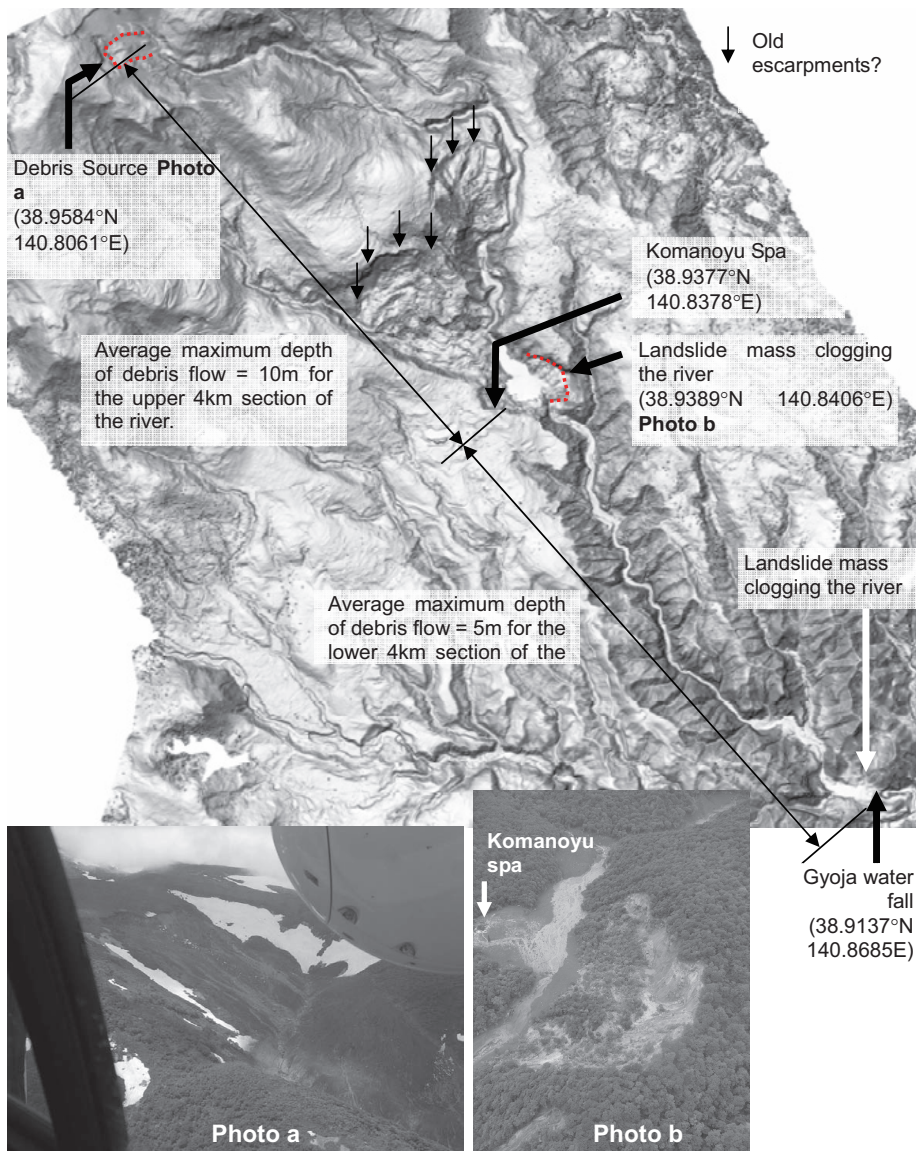 Old
escarpments?
Debris Source Photo
a
(38.9584°N
140.8061°E)
Komanoyu Spa
(38.9377°N
140.8378°E)
Average maximum depth
of debris flow = 10m for
the upper 4km section of
the river.
Landslide mass clogging
the river
(38.9389°N 140.8406°E)
Photo b
Landslide mass
clogging the river
Average maximum depth
of debris flow = 5m for the
lower 4km section of the
Komanoyu
spa
Gyoja water
fall
(38.9137°N
140.8685E)
Photo a
Photo b